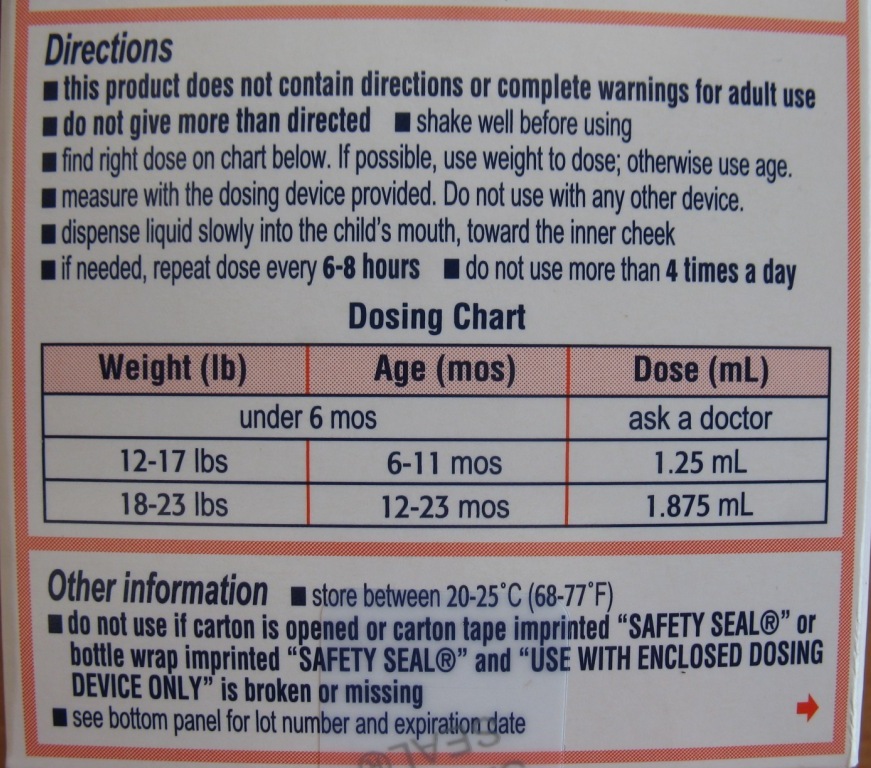 Directions
■ this product does not contain directions or complete warnings for adult use
■ do not give more than directed ■ shake well before using
■ find right dose on chart below. If possible, use weight to dose; otherwise use age.
■ measure with the dosing device provided. Do not use with any other device.
■ dispense liquid slowly into the child's mouth, toward the inner cheek
■ if needed, repeat dose every 6-8 hours ■ do not use more than 4 times a day
Dosing Chart
Weight (lb) Age (mos) Dose (mL)
under 6 mos ask a doctor
12-17 lbs 6-11 mos 1.25 mL
18-23 lbs 12-23 mos 1.875 mL
Other information ■ store between 20-25°C (68-77°F)
■ do not use if carton is opened or carton tape imprinted “SAFETY SEAL®” or
bottle wrap imprinted “SAFETY SEAL®” and “USE WITH ENCLOSED DOSING
DEVICE ONLY” is broken or missing
■ see bottom panel for lot number and expiration date
SEAL®